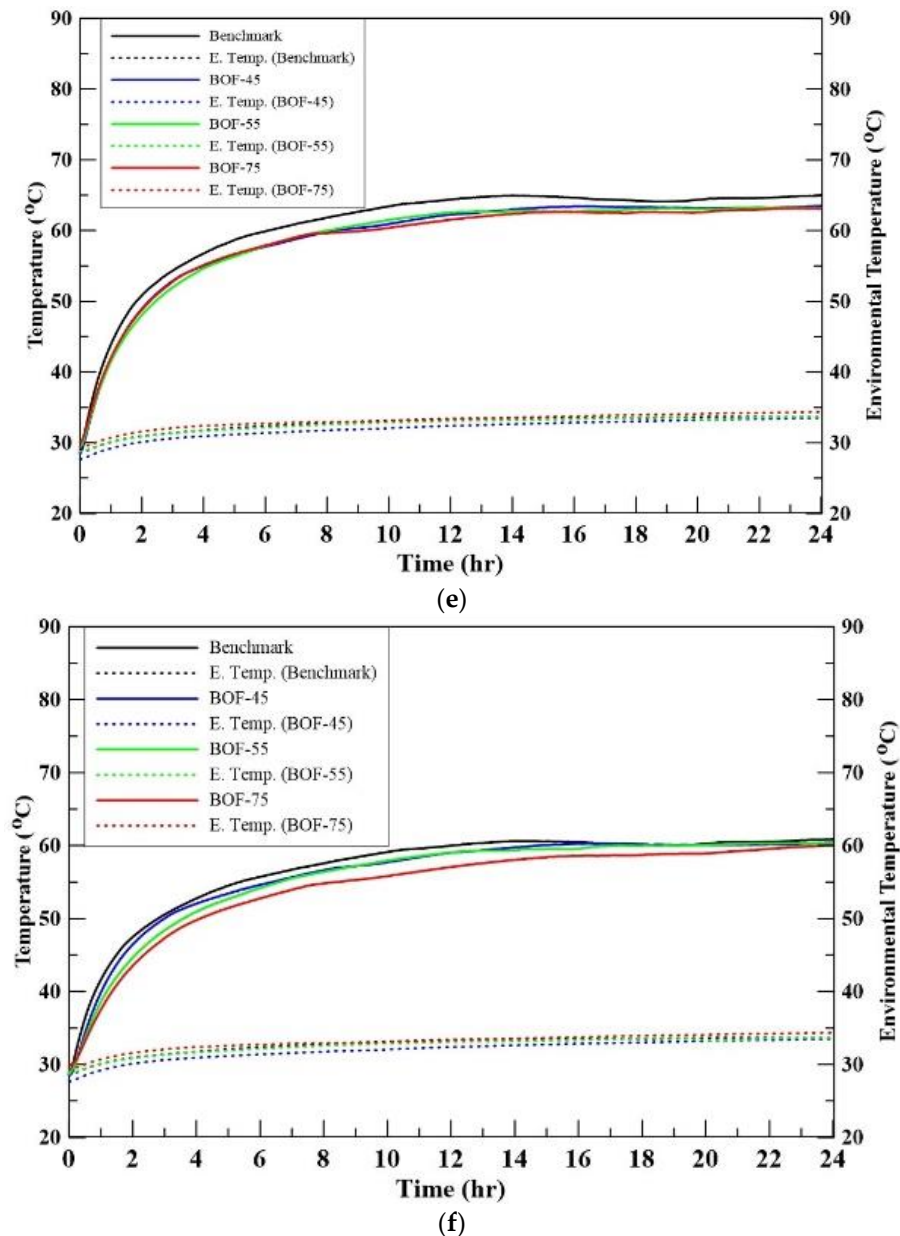 90
80
70
60
50
40
30
20
Temperature (°C)
Benchmark
E. Temp. (Benchmark)
BOF-45
E. Temp. (BOF-45)
BOF-55
E. Temp. (BOF-55)
BOF-75
E. Temp. (BOF-75)
90
80
70
60
50
40
30
20
Environmental Temperature (°C)
0 2 4 6 8 10 12 14 16 18 20 22 24
Time (hr)
(e)
90
80
70
60
50
40
30
20
Temperature (°C)
Benchmark
E. Temp. (Benchmark)
BOF-45
E. Temp. (BOF-45)
BOF-55
E. Temp. (BOF-55)
BOF-75
E. Temp. (BOF-75)
90
80
70
60
50
40
30
20
Environmental Temperature (°C)
0 2 4 6 8 10 12 14 16 18 20 22 24
Time (hr)
(f)